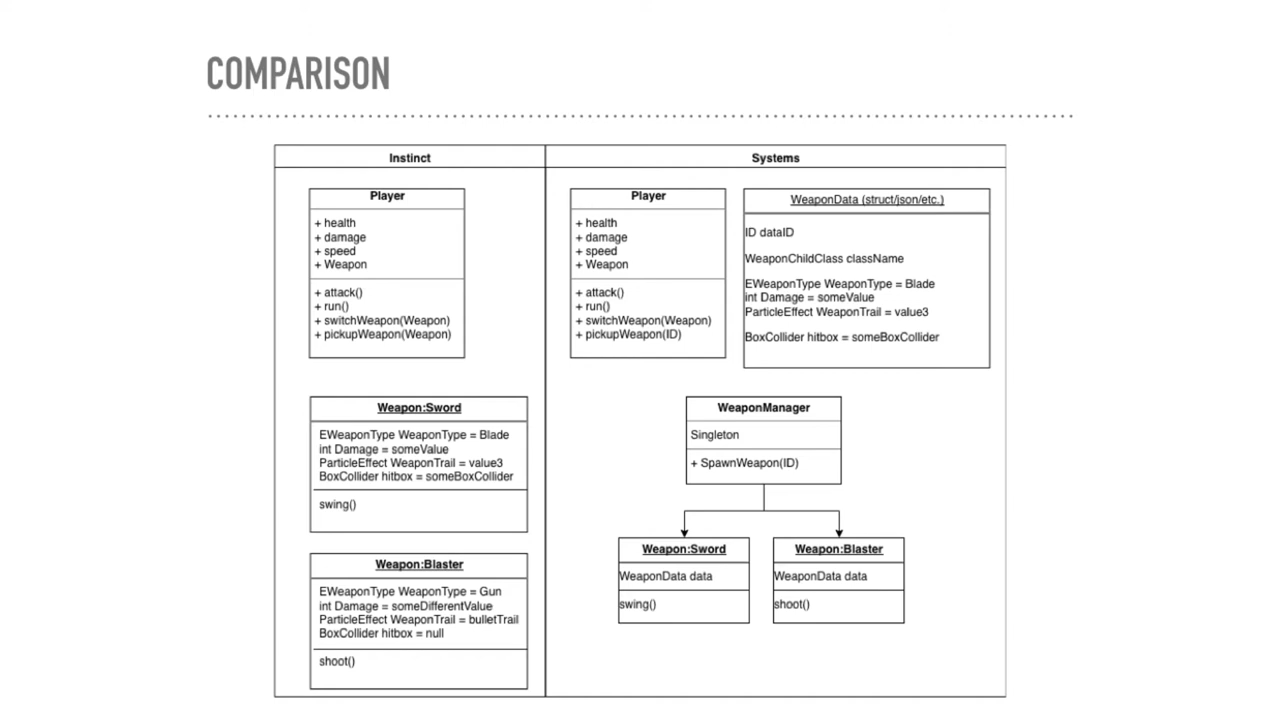 COMPARISON
Instinct
Player
+ health
+ damage
+ speed
+ Weapon
+ attack()
+ run()
+ switchWeapon(Weapon)
+ pickupWeapon(Weapon)
Weapon:Sword
EWeaponType WeaponType = Blade
int Damage = someValue
ParticleEffect WeaponTrail = value3
BoxCollider hitbox = someBoxCollider
swing()
Weapon:Blaster
EWeaponType WeaponType = Gun
int Damage = someDifferentValue
ParticleEffect WeaponTrail = bulletTrail
BoxCollider hitbox = null
shoot()
Systems
Player
+ health
+ damage
+ speed
+ Weapon
+ attack()
+ run()
+ switchWeapon(Weapon)
+ pickupWeapon(ID)
WeaponData (struct/json/etc.)
ID dataID
WeaponChildClass className
EWeaponType WeaponType = Blade
int Damage = someValue
ParticleEffect WeaponTrail = value3
BoxCollider hitbox = someBoxCollider
WeaponManager
Singleton
+ SpawnWeapon(ID)
Weapon:Sword
WeaponData data
swing()
Weapon:Blaster
WeaponData data
shoot()